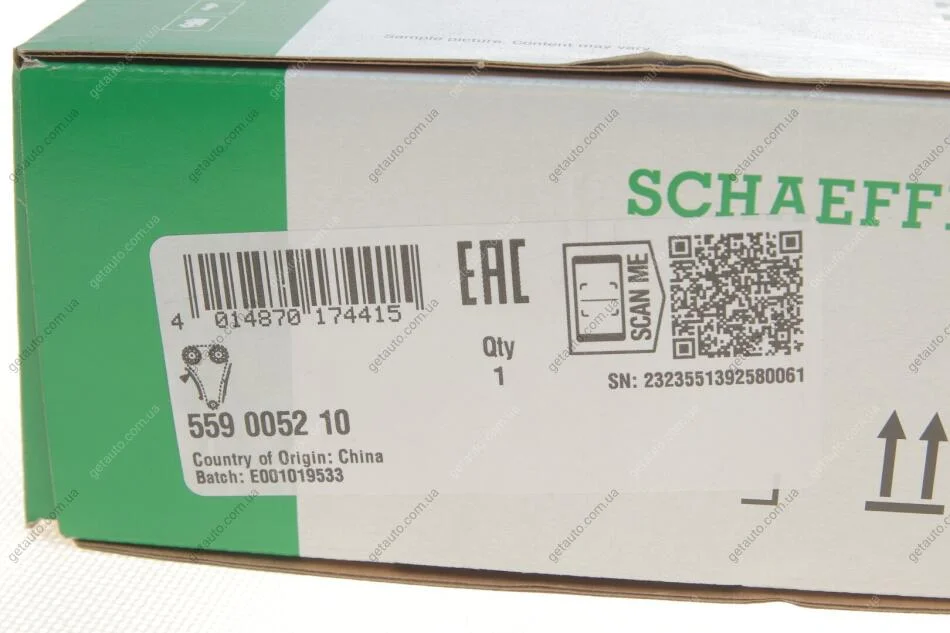 Sample picture. Content may vary.
SCHAEFF
4 014870 174415
EAC
SCAN ME
Qty
1
SN: 2323551392580061
559 0052 10
Country of Origin: China
Batch: E001019533
getauto.com.ua